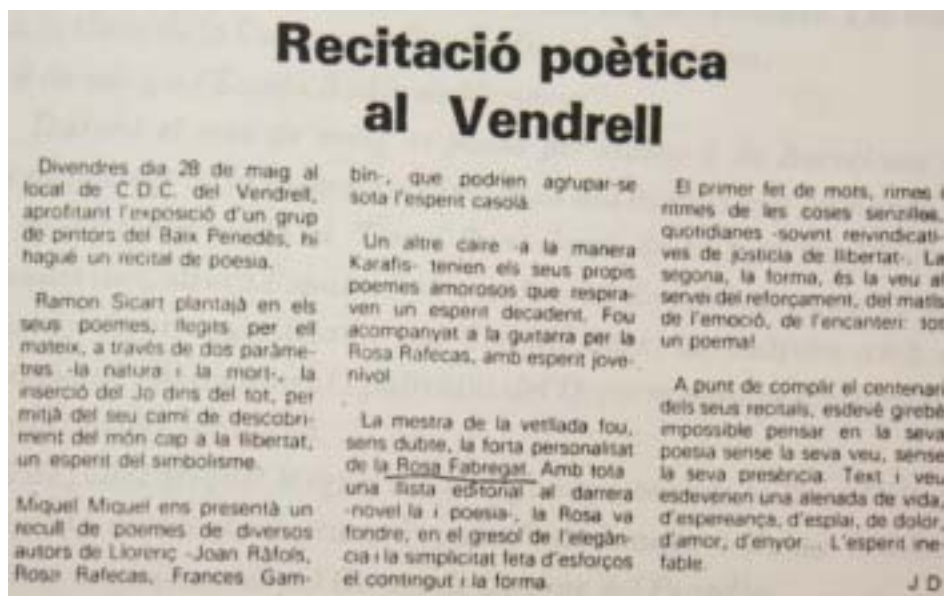 Recitació poètica
al Vendrell
Divendres dia 28 de maig al
local de C.D.C. del Vendrell,
aprofitant l'exposició d'un grup
de pintors del Baix Penedès, hi
hagué un recital de poesia.
Ramon Sicart plantajà en els
seus poemes, llegits per ell
mateix, a través de dos paràme-
tres -la natura i la mort-, la
inserció del Jo dins del tot, per
mitjà del seu camí de descobri-
ment del món cap a la llibertat,
un esperit del simbolisme.
Miquel Miquel ens presentà un
recull de poemes de diversos
autors de Llorenç -Joan Ràfols,
Rosa Rafecas, Frances Gam-
bin-, que podrien agrupar-se
sota l'esperit casolà.
Un altre caire -a la manera
Karafis- tenien els seus propis
poemes amorosos que respira-
ven un esperit decadent. Fou
acompanyat a la guitarra per la
Rosa Rafecas, amb esperit jove-
nivol.
La mestra de la vetllada fou,
sens dubte, la forta personalitat
de la Rosa Fabregat. Amb tota
una llista editorial al darrera
-novel·la i poesia-, la Rosa va
fondre, en el gresol de l'elegàn-
cia i la simplicitat feta d'esforços
el contingut i la forma.
El primer fet de mots, rimes i
ritmes de les coses senzilles,
quotidianes -sovint reivindicati-
ves de justícia de llibertat-. La
segona, la forma, és la veu al
servei del reforçament, del matís
de l'emoció, de l'encanteri: tot
un poema!
A punt de complir el centenari
dels seus recitals, esdevé girebé
impossible pensar en la seva
poesia sense la seva veu, sense
la seva presència. Text i veu
esdevenen una alenada de vida,
d'espereança, d'esplai, de dolor,
d'amor, d'enyor... L'esperit ine-
fable.
J D